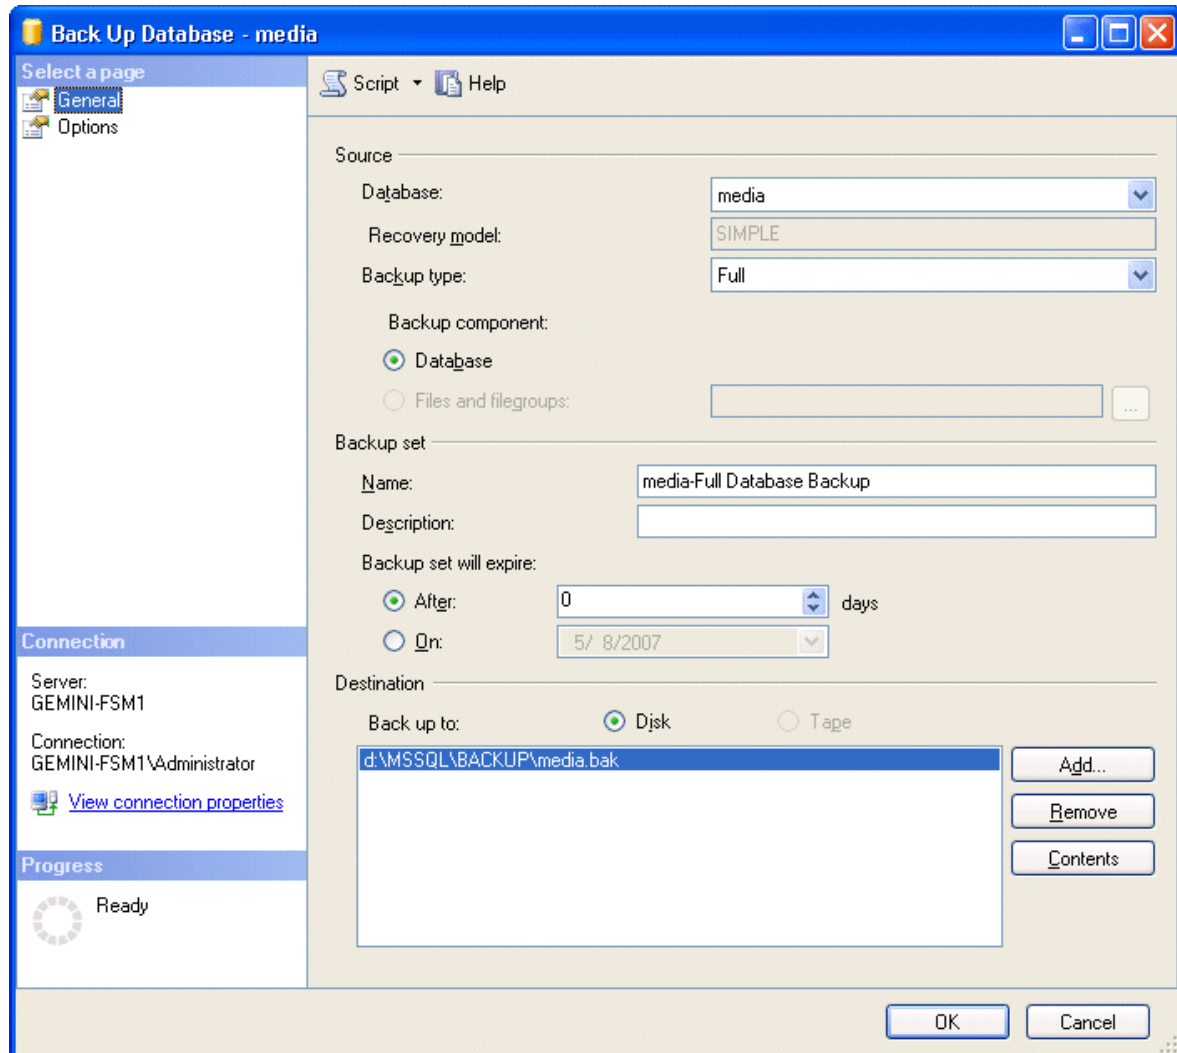 Back Up Database - media
Select a page
General
Options
Script
Help
Source
Database:
media
Recovery model:
SIMPLE
Backup type:
Full
Backup component:
Database
Files and filegroups:
...
Backup set
Name:
media-Full Database Backup
Description:
Backup set will expire:
After:
0
days
On:
5/ 8/2007
Destination
Back up to:
Disk
Tape
d:\MSSQL\BACKUP\media.bak
Add...
Remove
Contents
Connection
Server:
GEMINI-FSM1
Connection:
GEMINI-FSM1\Administrator
View connection properties
Progress
Ready
OK
Cancel